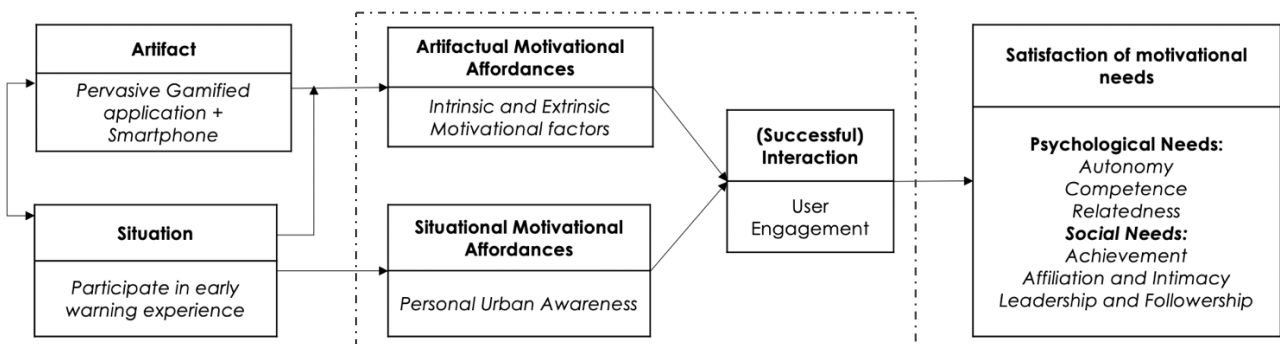 Artifact
Pervasive Gamified
application +
Smartphone
Situation
Participate in early
warning experience
Artifactual Motivational
Affordances
Intrinsic and Extrinsic
Motivational factors
Situational Motivational
Affordances
Personal Urban Awareness
(Successful)
Interaction
User
Engagement
Satisfaction of motivational
needs
Psychological Needs:
Autonomy
Competence
Relatedness
Social Needs:
Achievement
Affiliation and Intimacy
Leadership and Followership